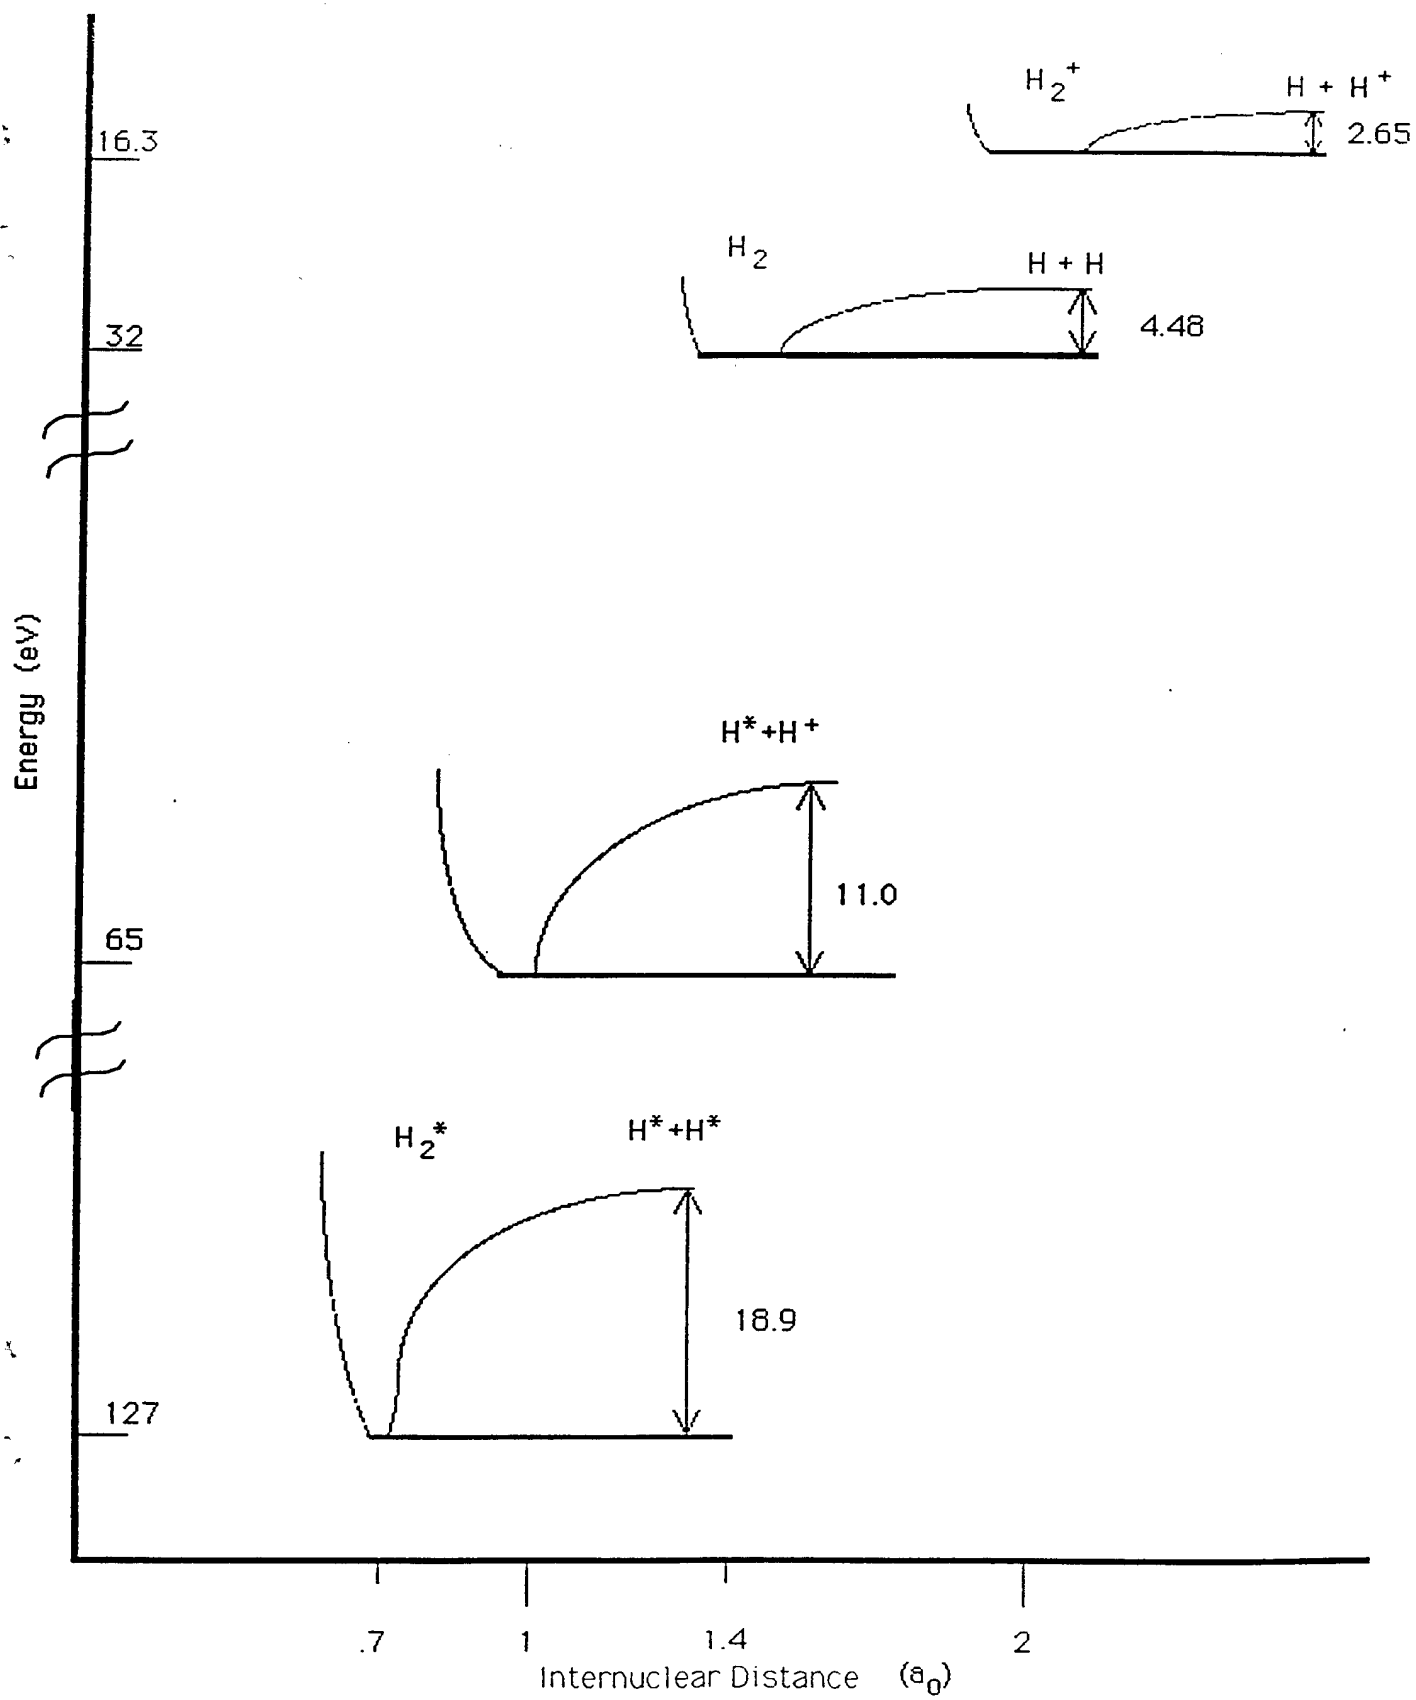 H2+
H + H+
16.3
2.65
H2
H + H
32
4.48
Energy (eV)
H*+H+
11.0
65
H2*
H*+H*
18.9
127
.7 1 1.4 2
Internuclear Distance (a0)